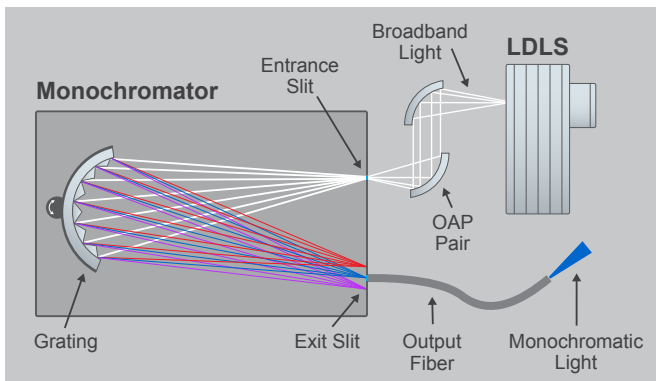 Broadband
Light
LDLS
Entrance
Slit
Monochromator
OAP
Pair
Grating
Exit Slit
Output
Fiber
Monochromatic
Light